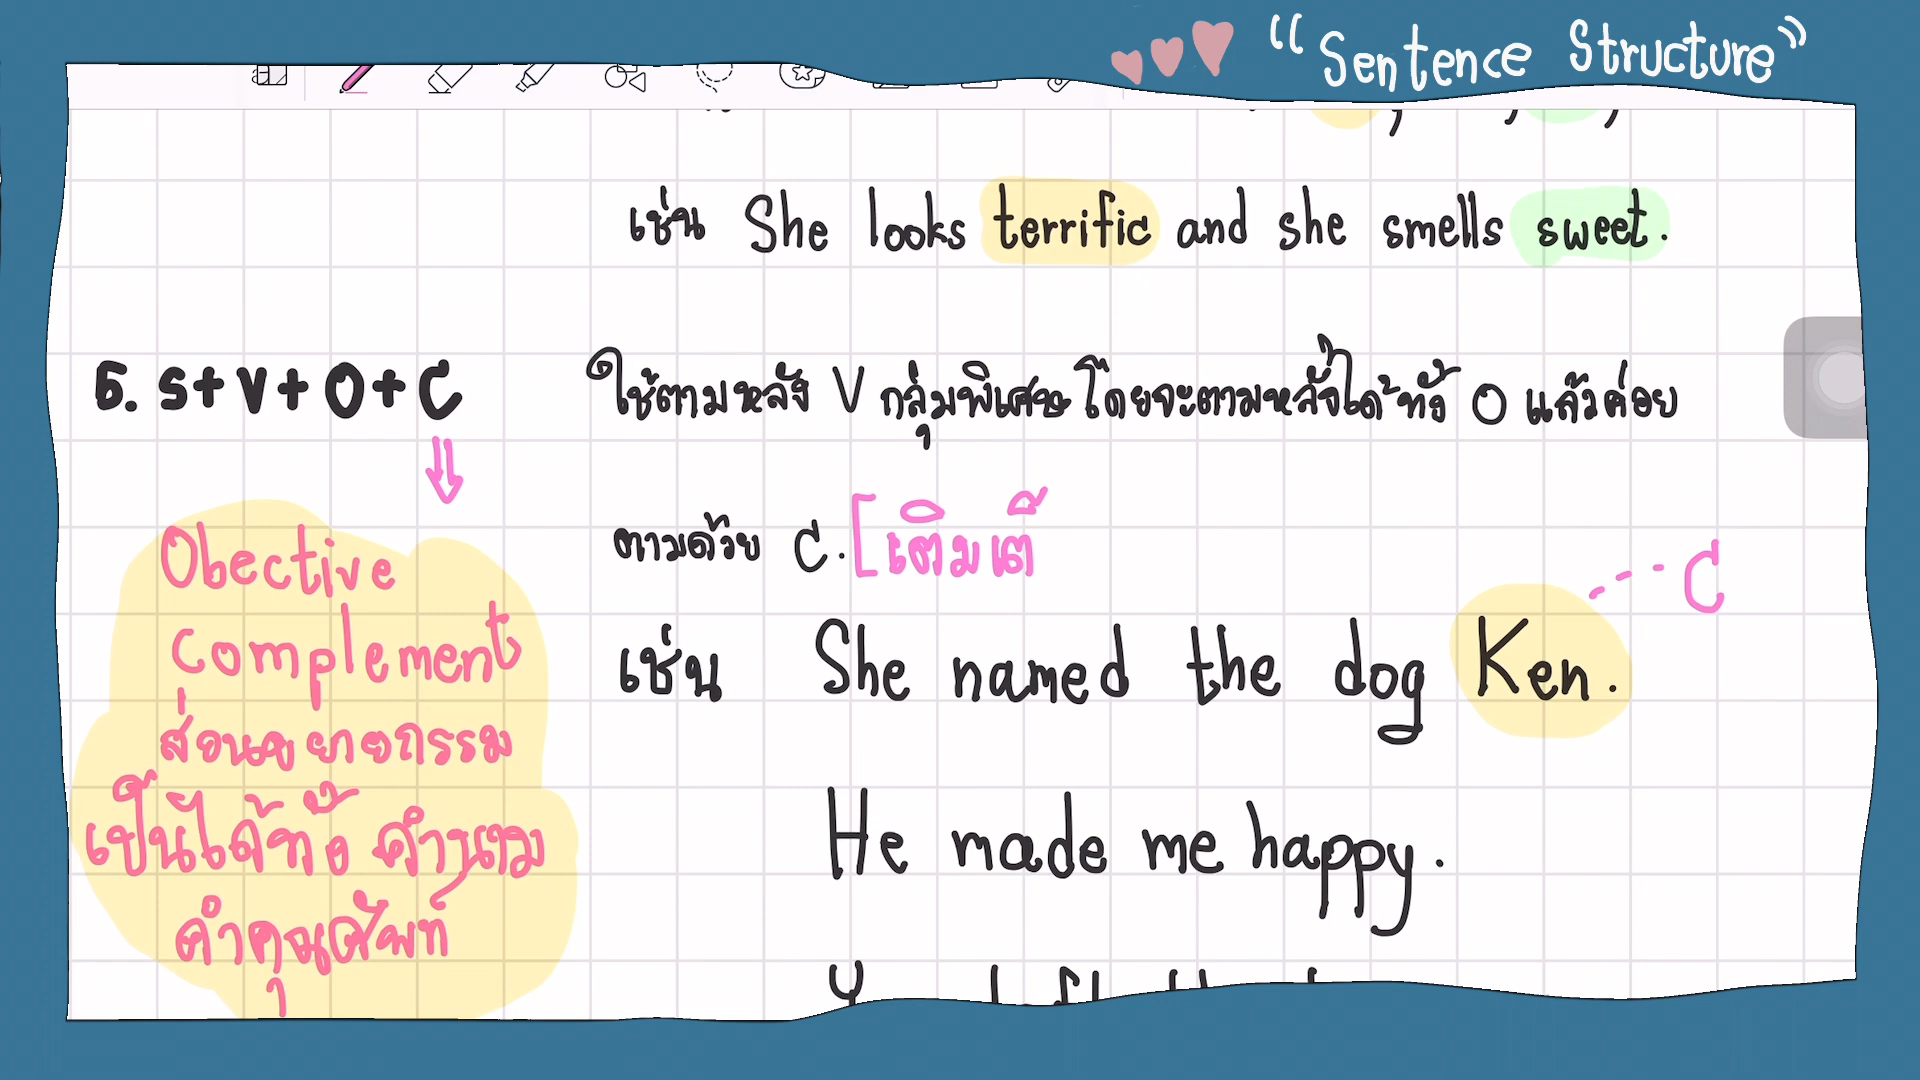 "Sentence Structure"
เช่น She looks terrific and she smells sweet.
5. S+V+O+C
ใช้ตามหลัง V กลุ่มพิเศษ โดยจะตามหลังได้ทั้ง O แล้วค่อย
ตามด้วย C. [เติมเต็
Obective
complement
ส่วนขยายกรรม
เป็นได้ทั้ง คำนาม
คำคุณศัพท์
C
เช่น She named the dog Ken.
He made me happy.